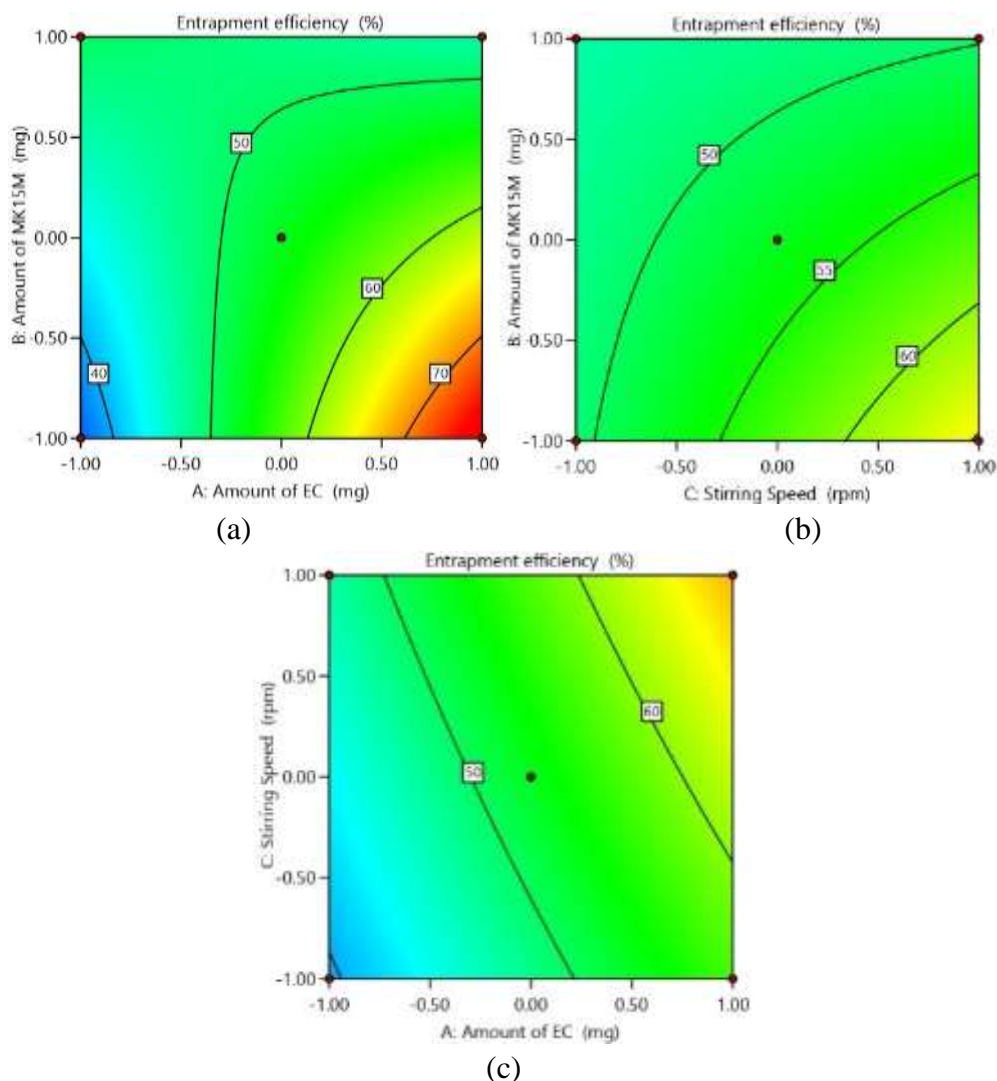 Entrapment efficiency (%)
1.00
0.50
0.00
-0.50
-1.00
B: Amount of MK15M (mg)
50
60
40
70
-1.00 -0.50 0.00 0.50 1.00
A: Amount of EC (mg)
(a)
Entrapment efficiency (%)
1.00
0.50
0.00
-0.50
-1.00
B: Amount of MK15M (mg)
50
55
60
-1.00 -0.50 0.00 0.50 1.00
C: Stirring Speed (rpm)
(b)
Entrapment efficiency (%)
1.00
0.50
0.00
-0.50
-1.00
C: Stirring Speed (rpm)
60
50
-1.00 -0.50 0.00 0.50 1.00
A: Amount of EC (mg)
(c)